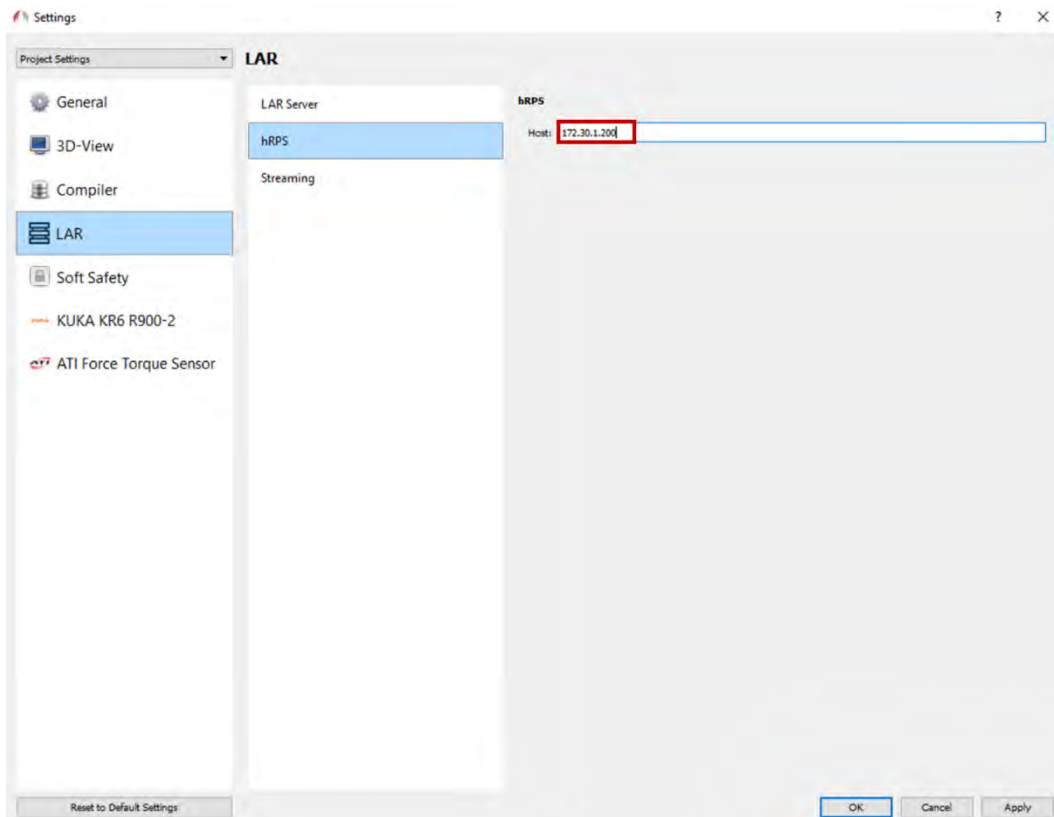 Settings
?
Project Settings
LAR
General
3D-View
Compiler
LAR
Soft Safety
KUKA KR6 R900-2
ATI Force Torque Sensor
LAR Server
hRPS
Streaming
hRPS
Host: 172.30.1.200
Reset to Default Settings
OK Cancel Apply